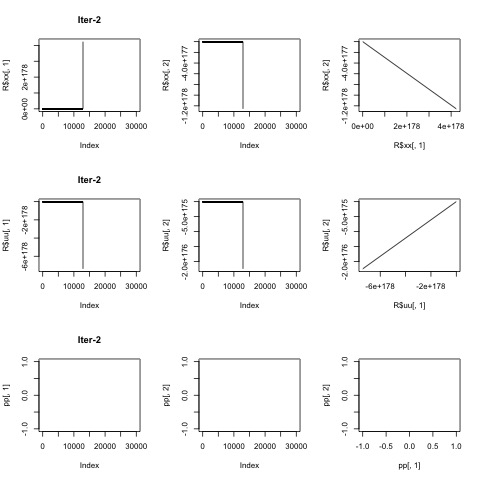 Iter-2
R$xx[, 1]
0e+00 2e+178
0 10000 20000 30000
Index
R$xx[, 2]
-1.2e+178 -4.0e+177
0 10000 20000 30000
Index
R$xx[, 2]
-1.2e+178 -4.0e+177
0e+00 2e+178 4e+178
R$xx[, 1]
Iter-2
R$uu[, 1]
-6e+178 -2e+178
0 10000 20000 30000
Index
R$uu[, 2]
-2.0e+176 -5.0e+175
0 10000 20000 30000
Index
R$uu[, 2]
-2.0e+176 -5.0e+175
-6e+178 -2e+178
R$uu[, 1]
Iter-2
pp[, 1]
-1.0 0.0 1.0
0 10000 20000 30000
Index
pp[, 2]
-1.0 0.0 1.0
0 10000 20000 30000
Index
pp[, 2]
-1.0 0.0 1.0
-1.0 -0.5 0.0 0.5 1.0
pp[, 1]